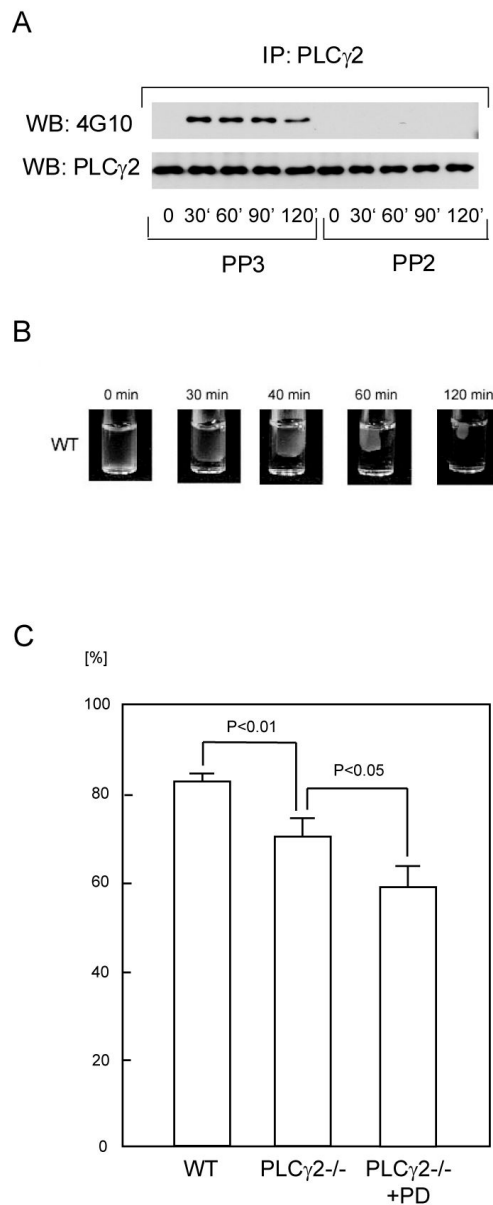 A
IP: PLCγ2
WB: 4G10
WB: PLCγ2
0 30‘ 60’ 90’ 120’ 0 30‘ 60’ 90’ 120’
PP3 PP2
B
0 min 30 min 40 min 60 min 120 min
WT
C
[%]
100
P<0.01
P<0.05
80
60
40
20
0
WT PLCγ2-/- PLCγ2-/-
+PD